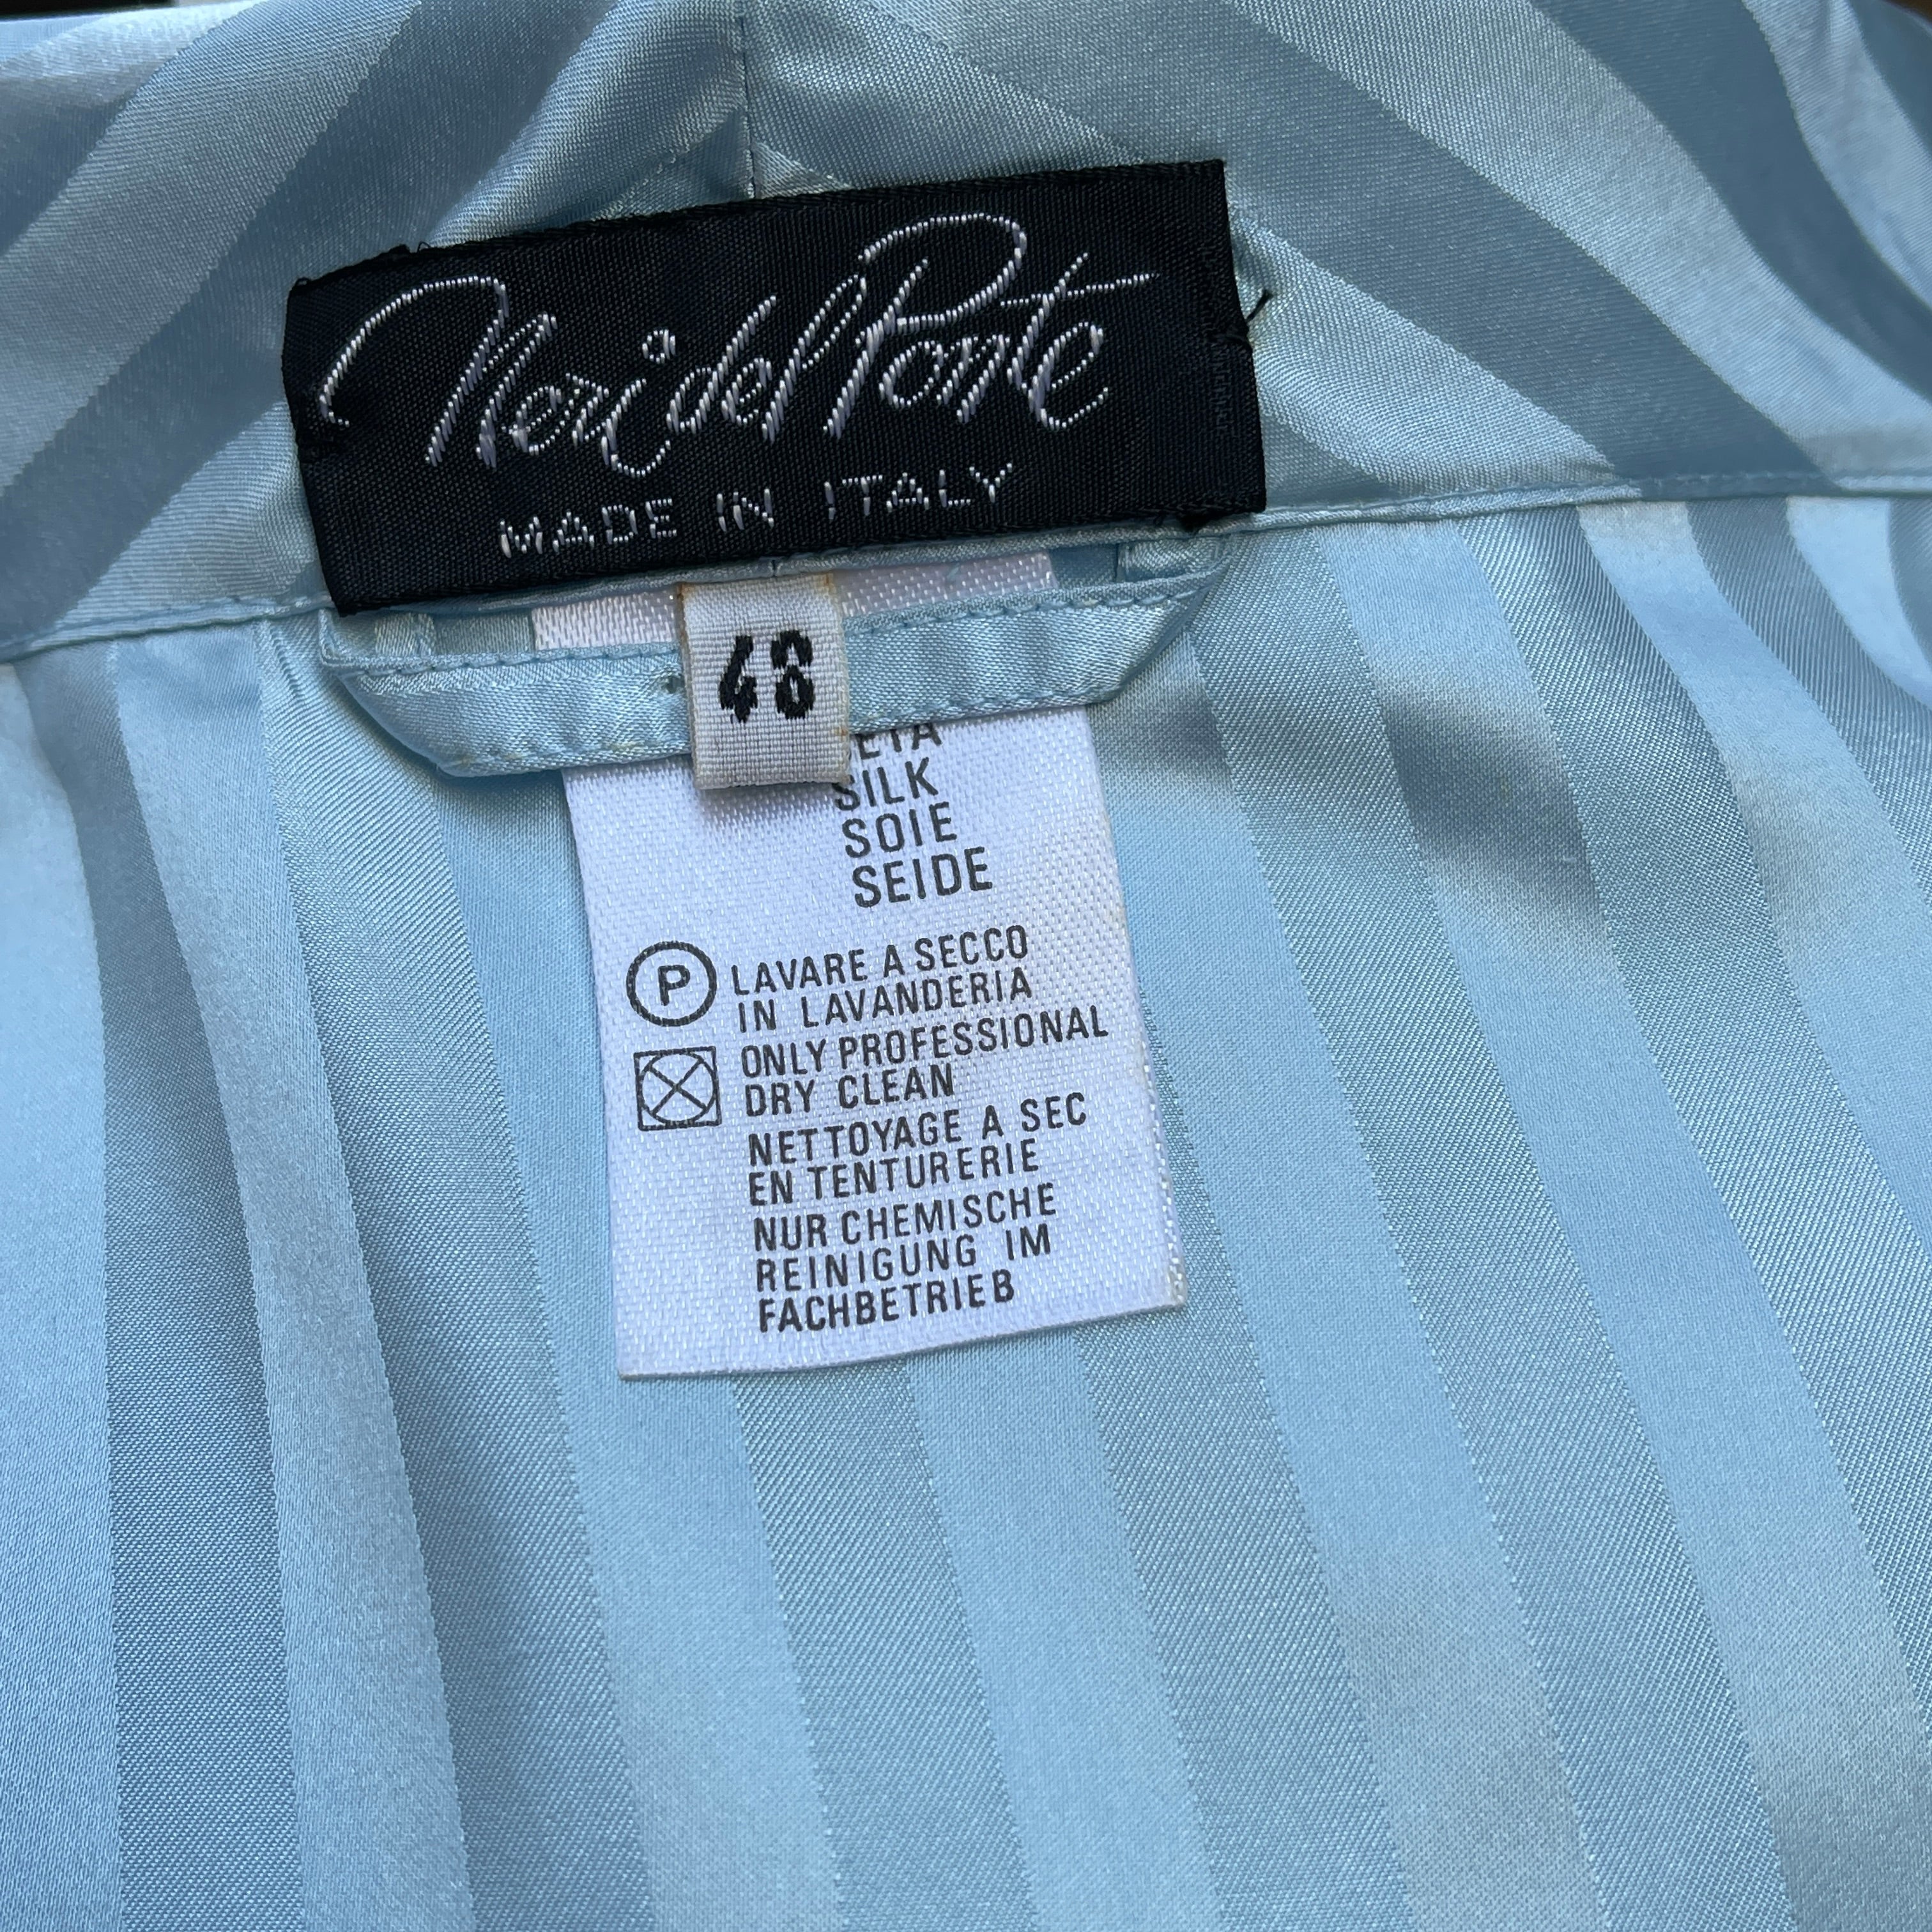 Neri del Ponte
MADE IN ITALY
48
SILK
SOIE
SEIDE
P LAVARE A SECCO
IN LAVANDERIA
ONLY PROFESSIONAL
DRY CLEAN
NETTOYAGE A SEC
EN TENTURERIE
NUR CHEMISCHE
REINIGUNG IM
FACHBETRIEB